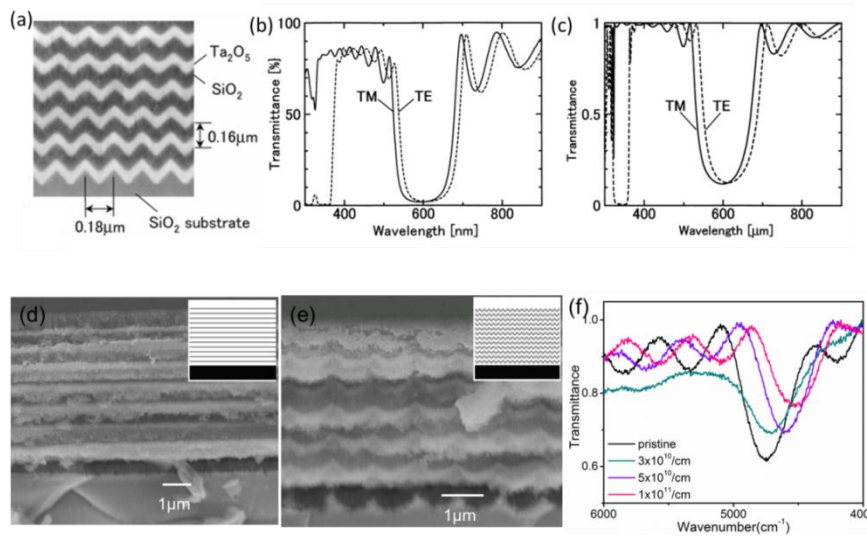 (a)
Ta2O5
SiO2
0.16μm
0.18μm
SiO2 substrate
(b)
Transmittance [%]
100
50
0
TM
TE
400
600
800
Wavelength [nm]
(c)
Transmittance
1
0.5
0
TM
TE
400
600
800
Wavelength [μm]
(d)
1μm
(e)
1μm
(f)
Transmittance
1.0
0.8
0.6
pristine
3x10^10/cm
5x10^10/cm
1x10^11/cm
6000
5000
400
Wavenumber(cm^-1)